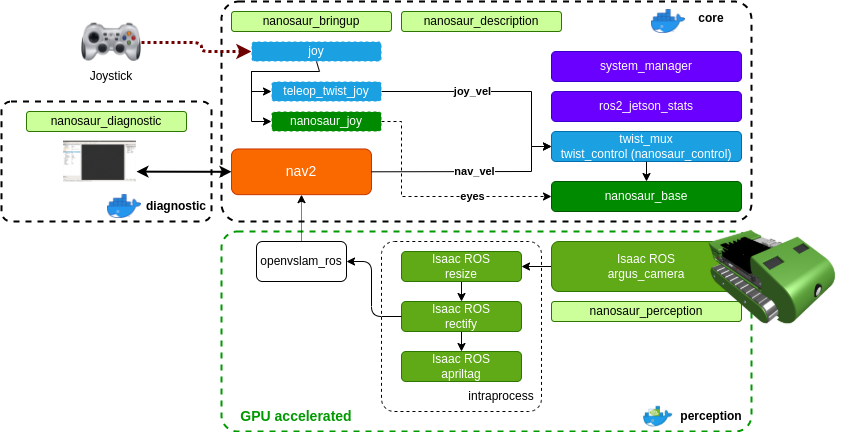 nanosaur_bringup
nanosaur_description
core
Joystick
joy
system_manager
teleop_twist_joy
joy_vel
ros2_jetson_stats
nanosaur_diagnostic
nanosaur_joy
twist_mux
twist_control (nanosaur_control)
nav2
nav_vel
diagnostic
eyes
nanosaur_base
openvslam_ros
Isaac ROS
resize
Isaac ROS
argus_camera
Isaac ROS
rectify
nanosaur_perception
Isaac ROS
apriltag
intraprocess
GPU accelerated
perception